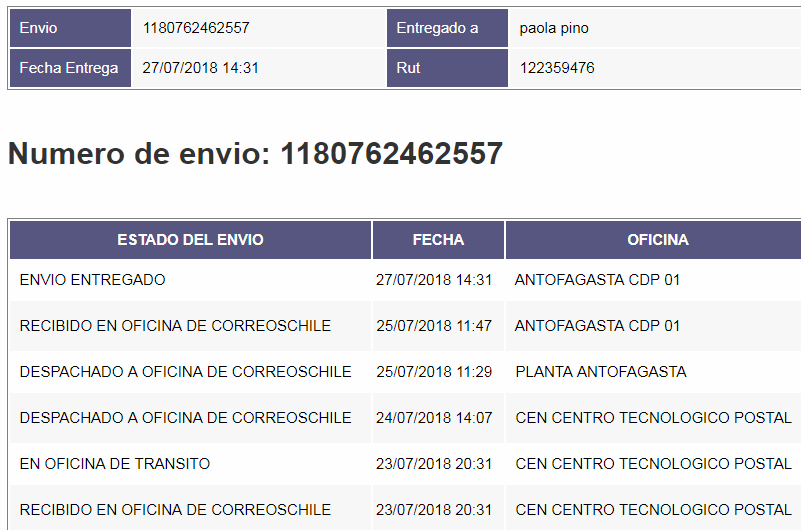 Envio 1180762462557 Entregado a paola pino
Fecha Entrega 27/07/2018 14:31 Rut 122359476
Numero de envio: 1180762462557
ESTADO DEL ENVIO FECHA OFICINA
ENVIO ENTREGADO 27/07/2018 14:31 ANTOFAGASTA CDP 01
RECIBIDO EN OFICINA DE CORREOSCHILE 25/07/2018 11:47 ANTOFAGASTA CDP 01
DESPACHADO A OFICINA DE CORREOSCHILE 25/07/2018 11:29 PLANTA ANTOFAGASTA
DESPACHADO A OFICINA DE CORREOSCHILE 24/07/2018 14:07 CEN CENTRO TECNOLOGICO POSTAL
EN OFICINA DE TRANSITO 23/07/2018 20:31 CEN CENTRO TECNOLOGICO POSTAL
RECIBIDO EN OFICINA DE CORREOSCHILE 23/07/2018 20:31 CEN CENTRO TECNOLOGICO POSTAL